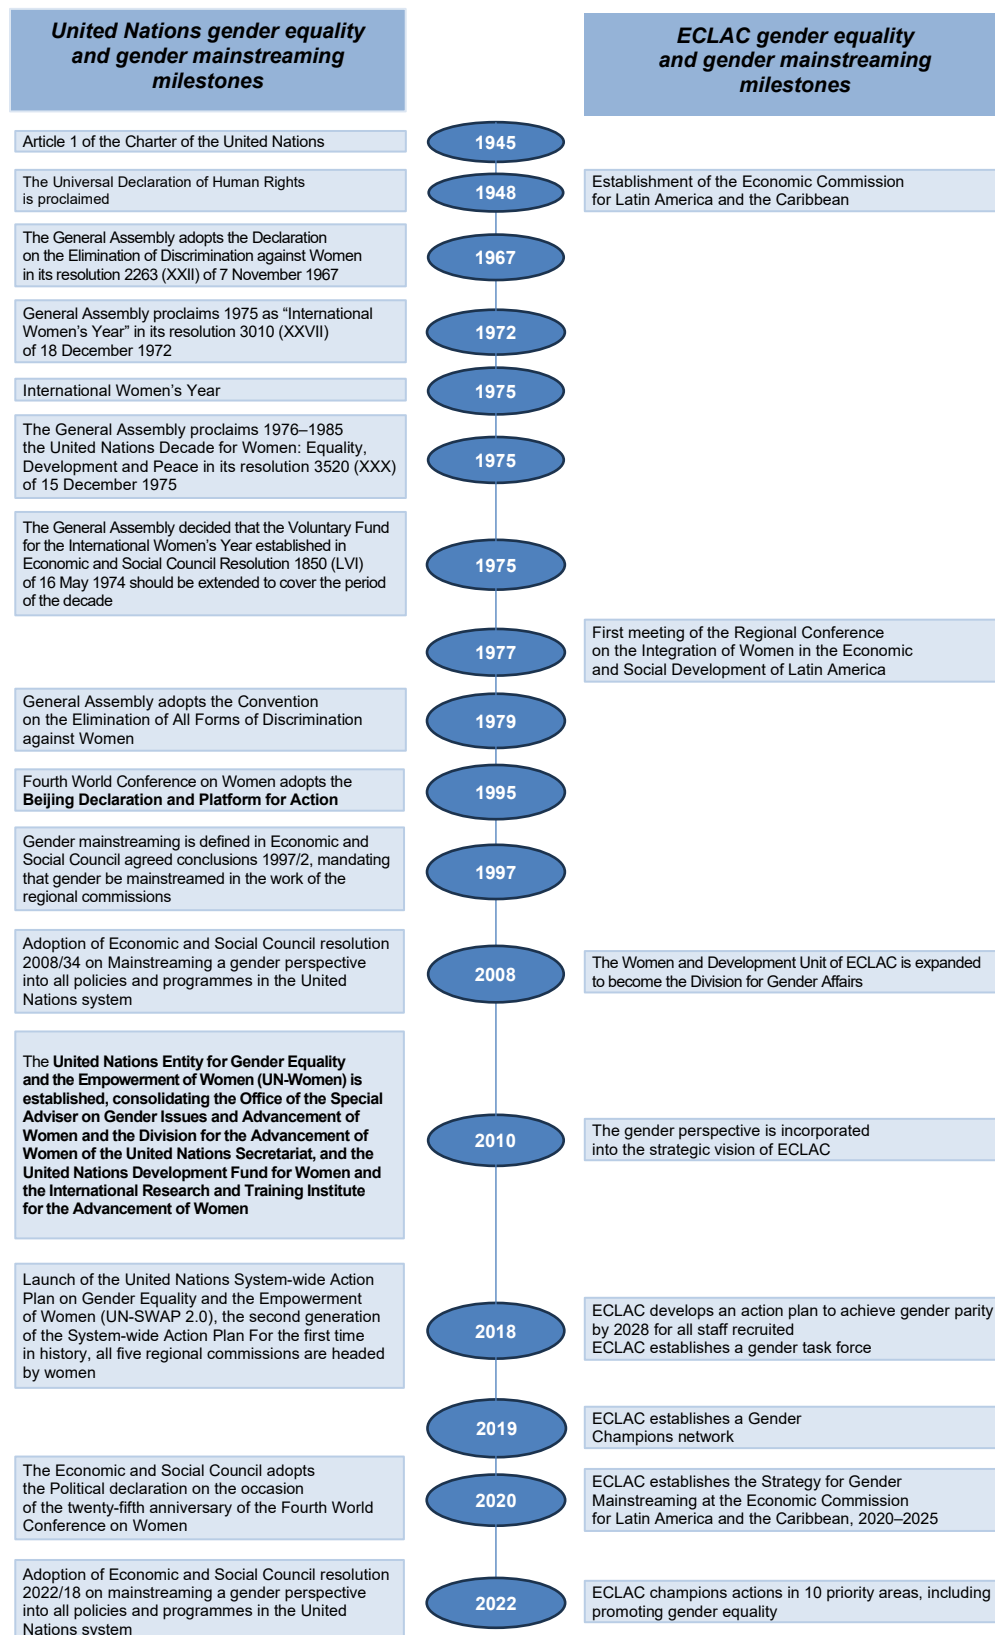 United Nations gender equality
and gender mainstreaming
milestones
ECLAC gender equality
and gender mainstreaming
milestones
Article 1 of the Charter of the United Nations
1945
The Universal Declaration of Human Rights
is proclaimed
1948
Establishment of the Economic Commission
for Latin America and the Caribbean
The General Assembly adopts the Declaration
on the Elimination of Discrimination against Women
in its resolution 2263 (XXII) of 7 November 1967
1967
General Assembly proclaims 1975 as “International
Women’s Year” in its resolution 3010 (XXVII)
of 18 December 1972
1972
International Women’s Year
1975
The General Assembly proclaims 1976–1985
the United Nations Decade for Women: Equality,
Development and Peace in its resolution 3520 (XXX)
of 15 December 1975
1975
The General Assembly decided that the Voluntary Fund
for the International Women’s Year established in
Economic and Social Council Resolution 1850 (LVI)
of 16 May 1974 should be extended to cover the period
of the decade
1975
1977
First meeting of the Regional Conference
on the Integration of Women in the Economic
and Social Development of Latin America
General Assembly adopts the Convention
on the Elimination of All Forms of Discrimination
against Women
1979
Fourth World Conference on Women adopts the
Beijing Declaration and Platform for Action
1995
Gender mainstreaming is defined in Economic and
Social Council agreed conclusions 1997/2, mandating
that gender be mainstreamed in the work of the
regional commissions
1997
Adoption of Economic and Social Council resolution
2008/34 on Mainstreaming a gender perspective
into all policies and programmes in the United
Nations system
2008
The Women and Development Unit of ECLAC is expanded
to become the Division for Gender Affairs
The United Nations Entity for Gender Equality
and the Empowerment of Women (UN-Women) is
established, consolidating the Office of the Special
Adviser on Gender Issues and Advancement of
Women and the Division for the Advancement of
Women of the United Nations Secretariat, and the
United Nations Development Fund for Women and
the International Research and Training Institute
for the Advancement of Women
2010
The gender perspective is incorporated
into the strategic vision of ECLAC
Launch of the United Nations System-wide Action
Plan on Gender Equality and the Empowerment
of Women (UN-SWAP 2.0), the second generation
of the System-wide Action Plan For the first time
in history, all five regional commissions are headed
by women
2018
ECLAC develops an action plan to achieve gender parity
by 2028 for all staff recruited
ECLAC establishes a gender task force
2019
ECLAC establishes a Gender
Champions network
The Economic and Social Council adopts
the Political declaration on the occasion
of the twenty-fifth anniversary of the Fourth World
Conference on Women
2020
ECLAC establishes the Strategy for Gender
Mainstreaming at the Economic Commission
for Latin America and the Caribbean, 2020–2025
Adoption of Economic and Social Council resolution
2022/18 on mainstreaming a gender perspective
into all policies and programmes in the United
Nations system
2022
ECLAC champions actions in 10 priority areas, including
promoting gender equality